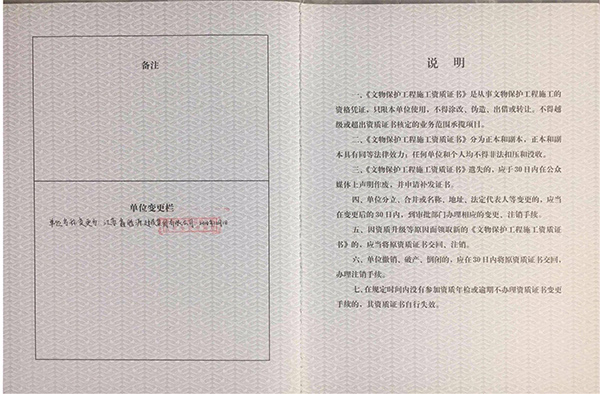 备注
单位变更栏
单位名称变更为:江苏
有限公司
说 明
一、《文物保护工程施工资质证书》是从事文物保护工程施工的
资格凭证，只限本单位使用，不得涂改、伪造、出借或转让。不得越
级或超出资质证书核定的业务范围承揽项目。
二、《文物保护工程施工资质证书》分为正本和副本，正本和副
本具有同等法律效力；任何单位和个人均不得非法扣压和没收。
三、《文物保护工程施工资质证书》遗失的，应于30日内在公众
媒体上声明作废，并申请补发证书。
四、单位分立、合并或名称、地址、法定代表人等变更的，应当
在变更后的30日内，到审批部门办理相应的变更、注销手续。
五、因资质升级等原因面领取新的《文物保护工程施工资质证
书》的，应当将原资质证书交回、注销。
六、单位撤销、破产、倒闭的，应在30日内将原资质证书交回，
办理注销手续。
七、在规定时间内没有参加资质年检或逾期不办理资质证书变更
手续的，其资质证书自行失效。